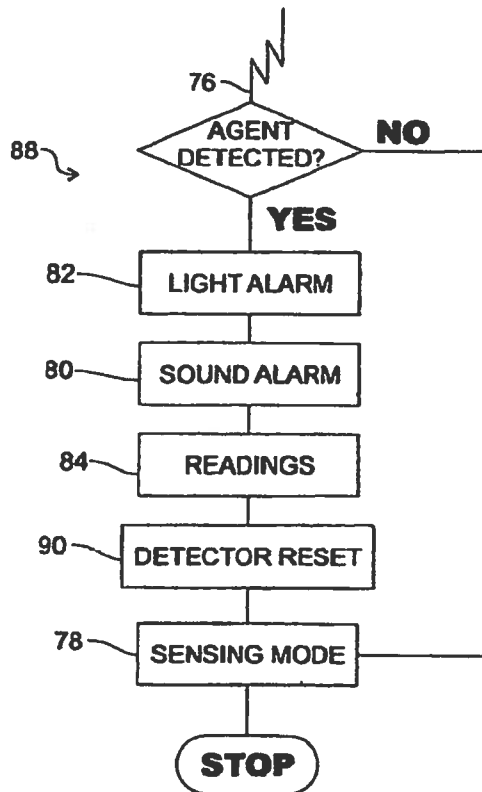 76
AGENT
DETECTED?
NO
88
YES
82
LIGHT ALARM
80
SOUND ALARM
84
READINGS
90
DETECTOR RESET
78
SENSING MODE
STOP